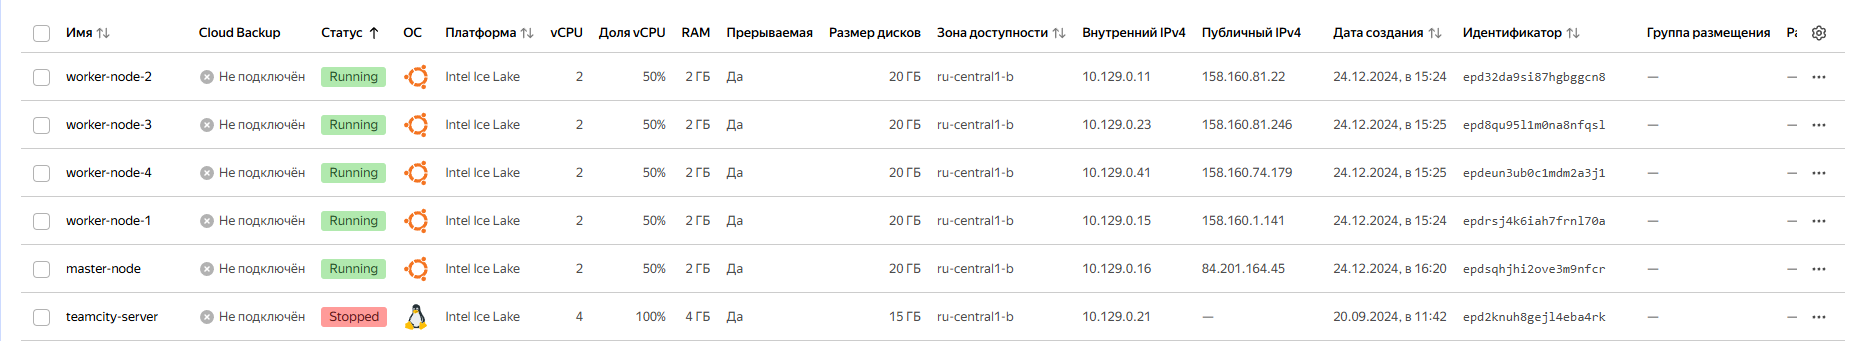 Имя Cloud Backup Статус ОС Платформа vCPU Доля vCPU RAM Прерываемая Размер дисков Зона доступности Внутренний IPv4 Публичный IPv4 Дата создания Идентификатор Группа размещения Ра
worker-node-2 Не подключён Running Intel Ice Lake 2 50% 2 ГБ Да 20 ГБ ru-central1-b 10.129.0.11 158.160.81.22 24.12.2024, в 15:24 epd32da9si87hgbggcn8 — —
worker-node-3 Не подключён Running Intel Ice Lake 2 50% 2 ГБ Да 20 ГБ ru-central1-b 10.129.0.23 158.160.81.246 24.12.2024, в 15:25 epd8qu95l1m0na8nfqsl — —
worker-node-4 Не подключён Running Intel Ice Lake 2 50% 2 ГБ Да 20 ГБ ru-central1-b 10.129.0.41 158.160.74.179 24.12.2024, в 15:25 epdeun3ub0c1mdm2a3j1 — —
worker-node-1 Не подключён Running Intel Ice Lake 2 50% 2 ГБ Да 20 ГБ ru-central1-b 10.129.0.15 158.160.1.141 24.12.2024, в 15:24 epdrsj4k6iah7frnl70a — —
master-node Не подключён Running Intel Ice Lake 2 50% 2 ГБ Да 20 ГБ ru-central1-b 10.129.0.16 84.201.164.45 24.12.2024, в 16:20 epdsqhjhi2ove3m9nfcr — —
teamcity-server Не подключён Stopped Intel Ice Lake 4 100% 4 ГБ Да 15 ГБ ru-central1-b 10.129.0.21 — 20.09.2024, в 11:42 epd2knuh8gejl4eba4rk — —